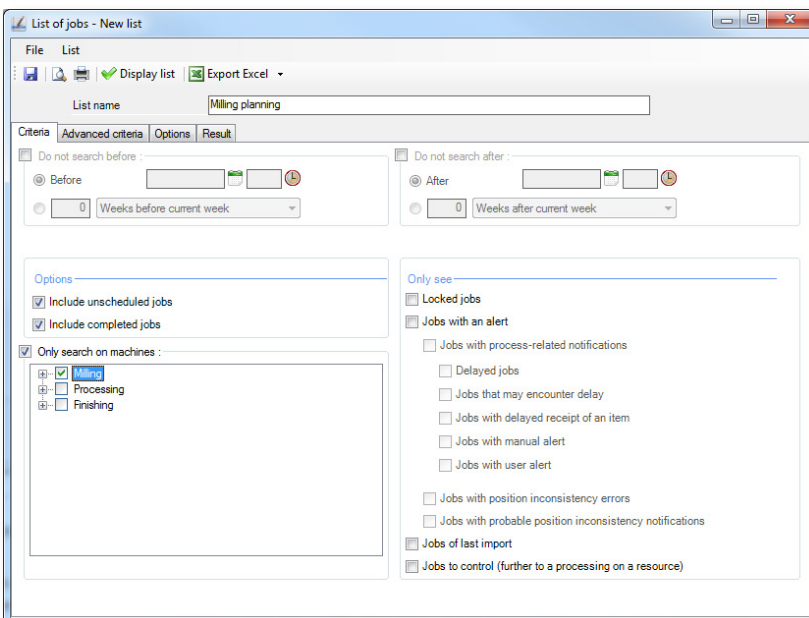 List of jobs - New list
File List
Display list Export Excel
List name Milling planning
Criteria Advanced criteria Options Result
Do not search before : Do not search after :
Before After
0 Weeks before current week 0 Weeks after current week
Options Only see
Include unscheduled jobs Locked jobs
Include completed jobs Jobs with an alert
Only search on machines : Jobs with process-related notifications
Milling Delayed jobs
Processing Jobs that may encounter delay
Finishing Jobs with delayed receipt of an item
Jobs with manual alert
Jobs with user alert
Jobs with position inconsistency errors
Jobs with probable position inconsistency notifications
Jobs of last import
Jobs to control (further to a processing on a resource)